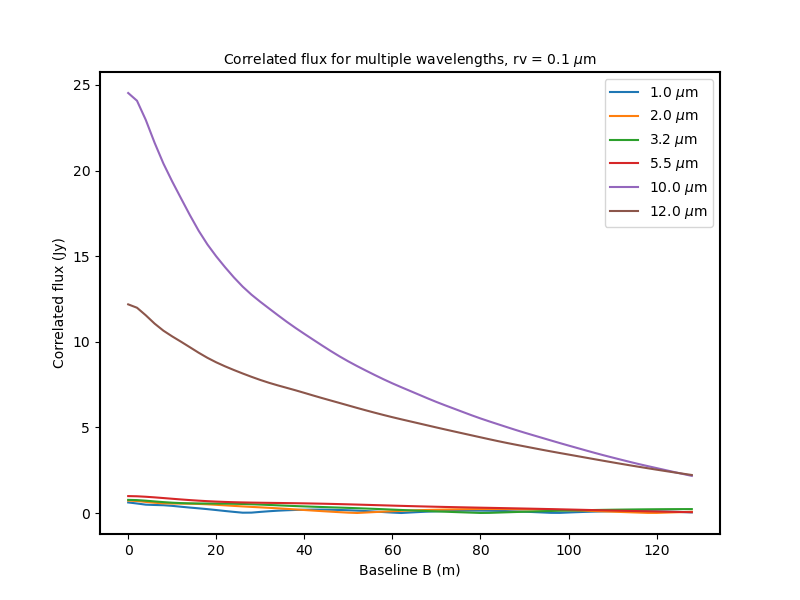 Correlated flux for multiple wavelengths, rv = 0.1 μm
25
20
15
10
5
0
Correlated flux (Jy)
1.0 μm
2.0 μm
3.2 μm
5.5 μm
10.0 μm
12.0 μm
0 20 40 60 80 100 120
Baseline B (m)